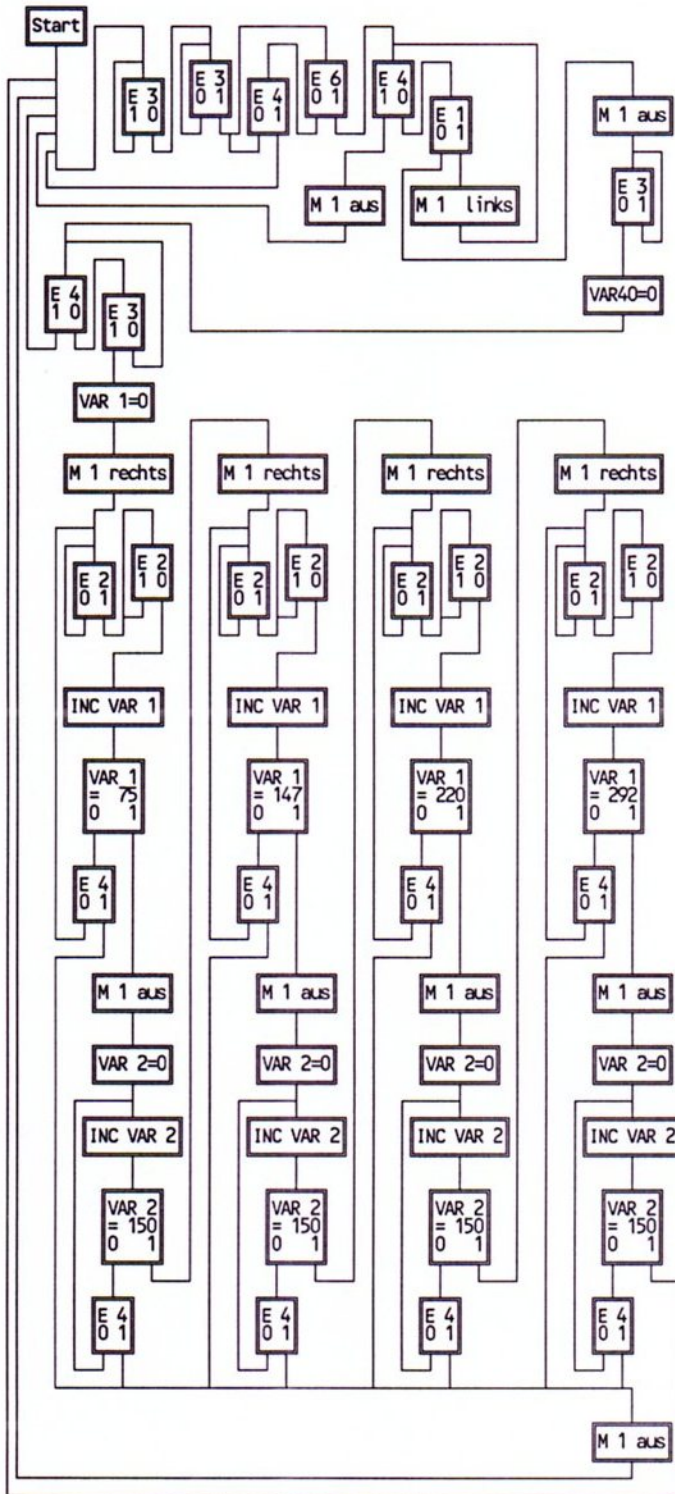 Start
E 3
1 0
E 3
0 1
E 4
0 1
E 6
0 1
E 4
1 0
E 1
0 1
M 1 aus
E 3
0 1
M 1 aus
M 1 links
VAR40=0
E 4
1 0
E 3
1 0
VAR 1=0
M 1 rechts
M 1 rechts
M 1 rechts
M 1 rechts
E 2
0 1
E 2
1 0
E 2
0 1
E 2
1 0
E 2
0 1
E 2
1 0
E 2
0 1
E 2
1 0
INC VAR 1
INC VAR 1
INC VAR 1
INC VAR 1
VAR 1
= 75
0 1
VAR 1
= 147
0 1
VAR 1
= 220
0 1
VAR 1
= 292
0 1
E 4
0 1
E 4
0 1
E 4
0 1
E 4
0 1
M 1 aus
M 1 aus
M 1 aus
M 1 aus
VAR 2=0
VAR 2=0
VAR 2=0
VAR 2=0
INC VAR 2
INC VAR 2
INC VAR 2
INC VAR 2
VAR 2
= 150
0 1
VAR 2
= 150
0 1
VAR 2
= 150
0 1
VAR 2
= 150
0 1
E 4
0 1
E 4
0 1
E 4
0 1
E 4
0 1
M 1 aus